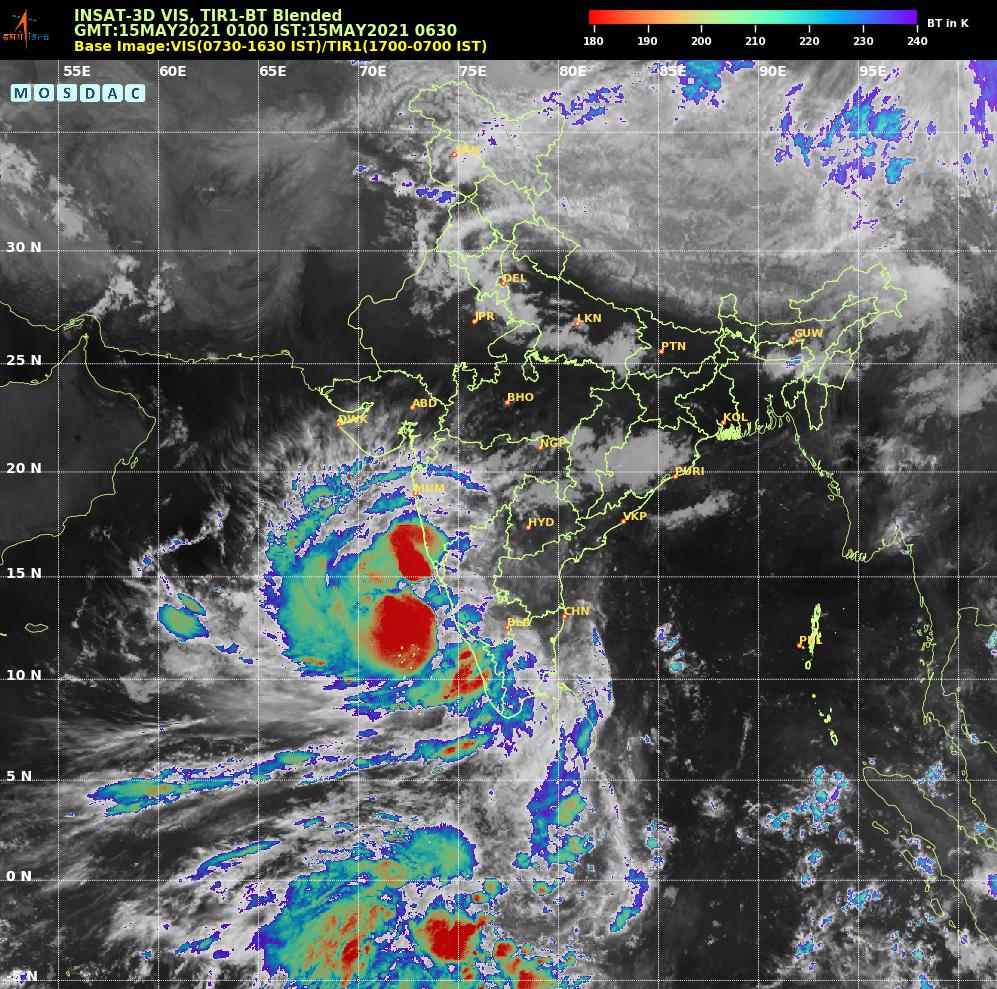 INSAT-3D VIS, TIR1-BT Blended
GMT:15MAY2021 0100 IST:15MAY2021 0630
Base Image:VIS(0730-1630 IST)/TIR1(1700-0700 IST)
BT in K
180 190 200 210 220 230 240
55E 60E 65E 70E 75E 80E 85E 90E 95E
M O S D A C
SRN
30 N
DEL
JPR LKN
GUW
PTN
25 N
BHO
ABD
DWK KOL
NGP
20 N
PURI
MUM
VKP
HYD
15 N
CHN
BLR
PBL
10 N
5 N
0 N
-5 N